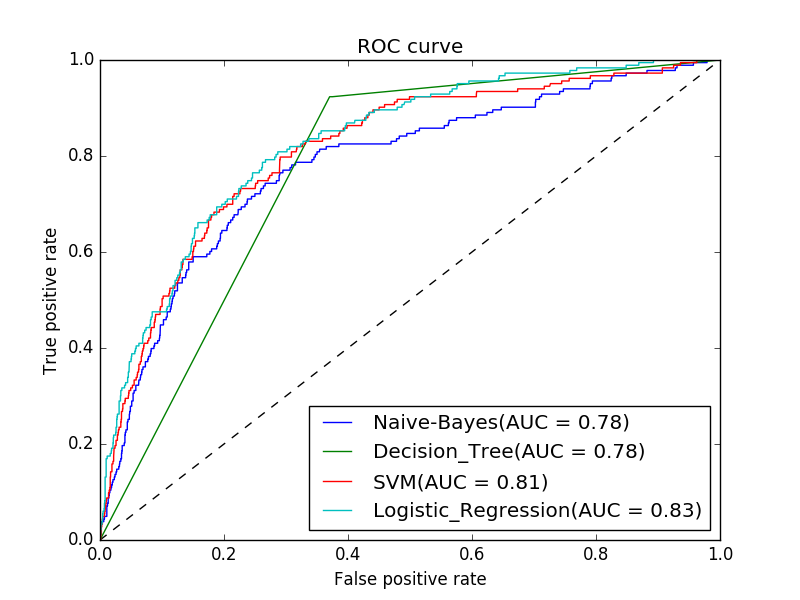 ROC curve
1.0
0.8
0.6
0.4
0.2
0.0
True positive rate
Naive-Bayes(AUC = 0.78)
Decision_Tree(AUC = 0.78)
SVM(AUC = 0.81)
Logistic_Regression(AUC = 0.83)
0.0 0.2 0.4 0.6 0.8 1.0
False positive rate